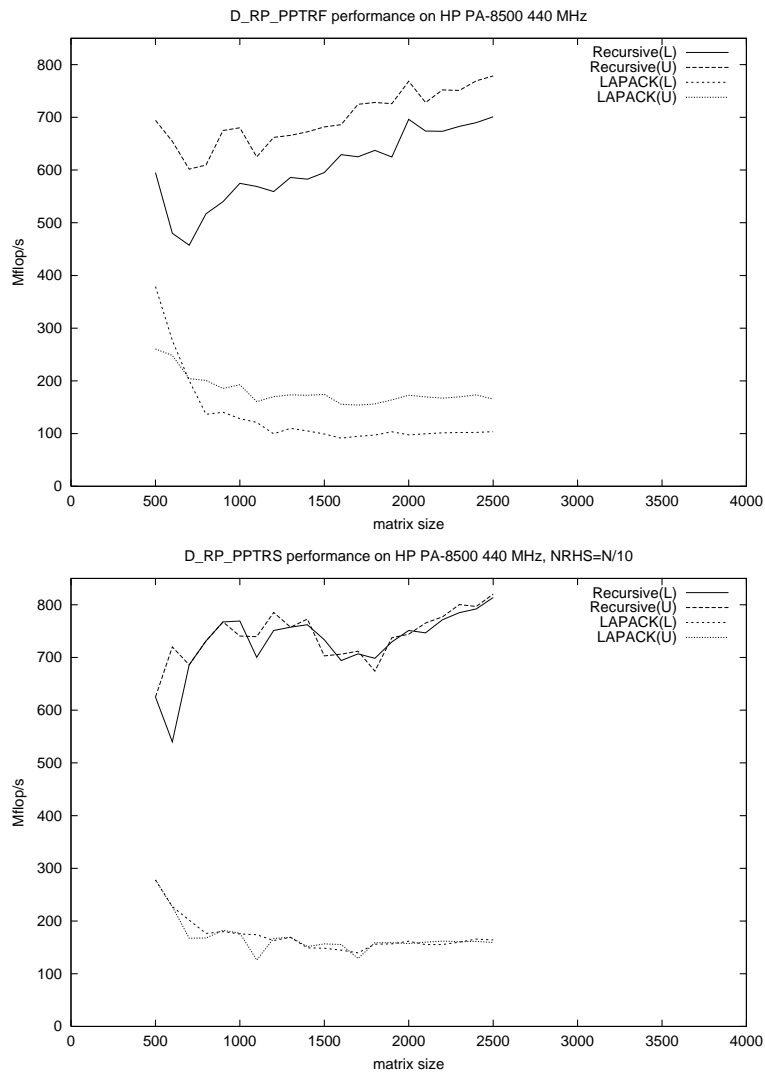 D_RP_PPTRF performance on HP PA-8500 440 MHz
800
700
600
500
400
300
200
100
0
Mflop/s
Recursive(L)
Recursive(U)
LAPACK(L)
LAPACK(U)
0 500 1000 1500 2000 2500 3000 3500 4000
matrix size
D_RP_PPTRS performance on HP PA-8500 440 MHz, NRHS=N/10
800
700
600
500
400
300
200
100
0
Mflop/s
Recursive(L)
Recursive(U)
LAPACK(L)
LAPACK(U)
0 500 1000 1500 2000 2500 3000 3500 4000
matrix size